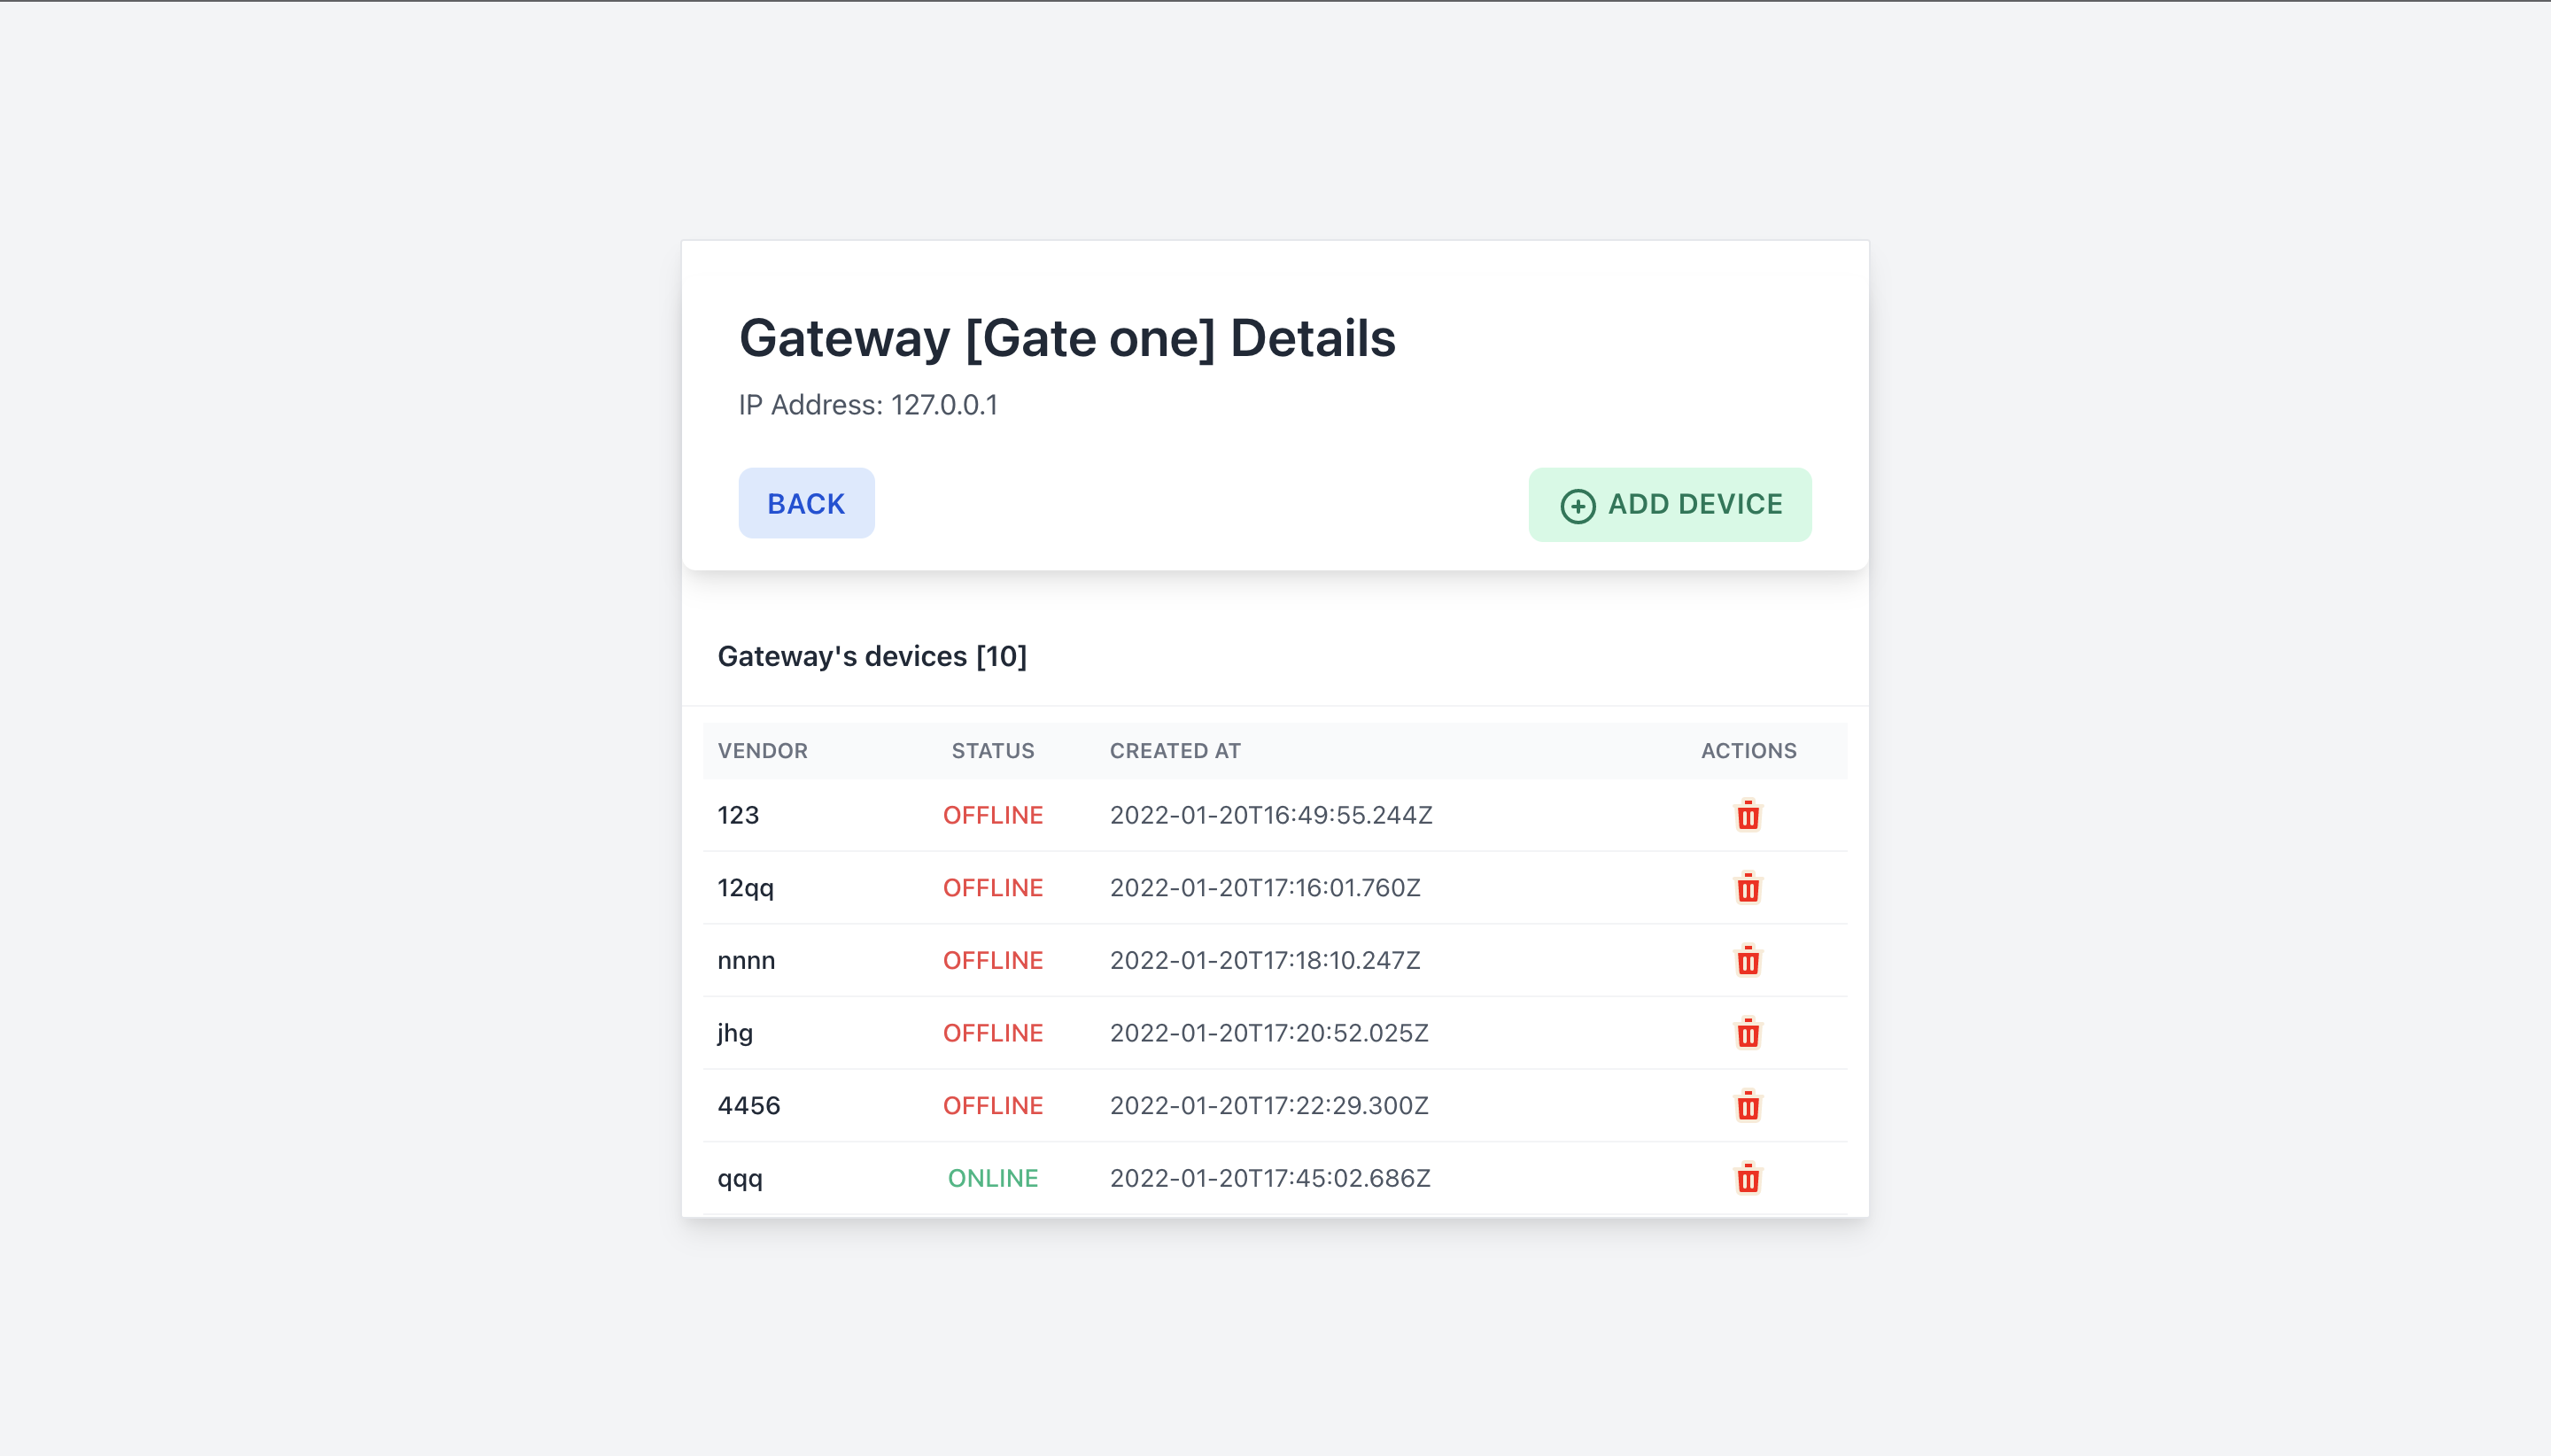 Gateway [Gate one] Details
IP Address: 127.0.0.1
BACK ADD DEVICE
Gateway's devices [10]
VENDOR STATUS CREATED AT ACTIONS
123 OFFLINE 2022-01-20T16:49:55.244Z
12qq OFFLINE 2022-01-20T17:16:01.760Z
nnnn OFFLINE 2022-01-20T17:18:10.247Z
jhg OFFLINE 2022-01-20T17:20:52.025Z
4456 OFFLINE 2022-01-20T17:22:29.300Z
qqq ONLINE 2022-01-20T17:45:02.686Z